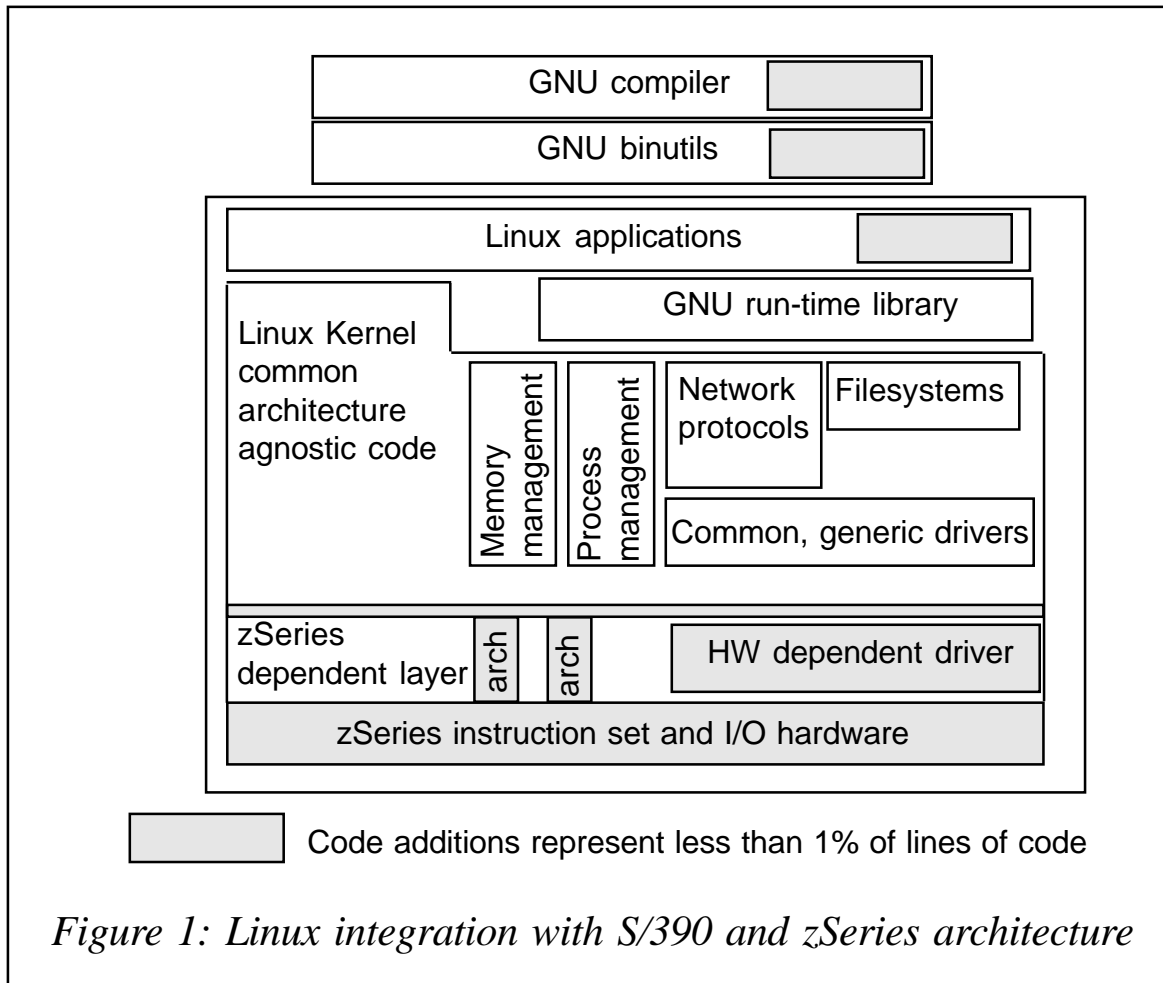 GNU compiler
GNU binutils
Linux applications
GNU run-time library
Linux Kernel
common
architecture
agnostic code
Memory
management
Process
management
Network
protocols
Filesystems
Common, generic drivers
zSeries
dependent layer
arch
arch
HW dependent driver
zSeries instruction set and I/O hardware
Code additions represent less than 1% of lines of code
Figure 1: Linux integration with S/390 and zSeries architecture